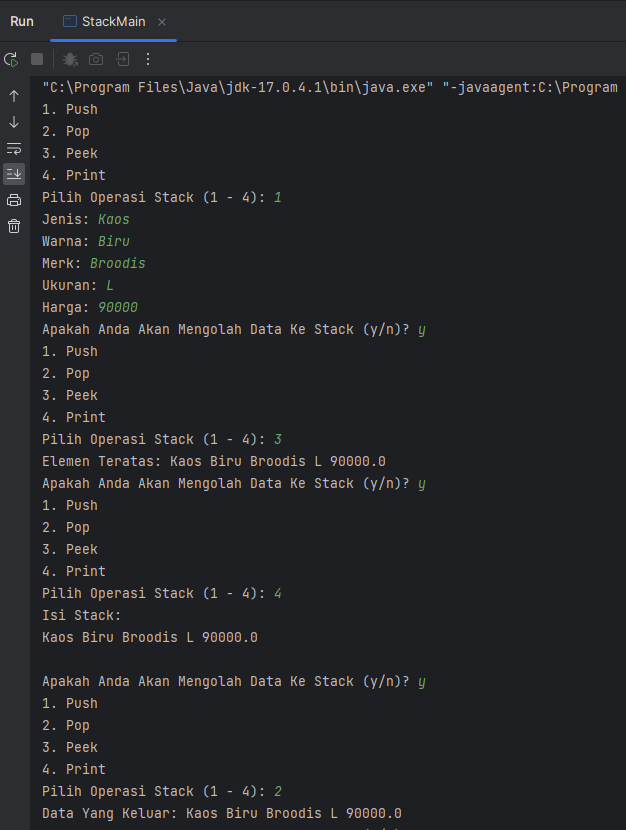 Run StackMain
"C:\Program Files\Java\jdk-17.0.4.1\bin\java.exe" "-javaagent:C:\Program
1. Push
2. Pop
3. Peek
4. Print
Pilih Operasi Stack (1 - 4): 1
Jenis: Kaos
Warna: Biru
Merk: Broodis
Ukuran: L
Harga: 90000
Apakah Anda Akan Mengolah Data Ke Stack (y/n)? y
1. Push
2. Pop
3. Peek
4. Print
Pilih Operasi Stack (1 - 4): 3
Elemen Teratas: Kaos Biru Broodis L 90000.0
Apakah Anda Akan Mengolah Data Ke Stack (y/n)? y
1. Push
2. Pop
3. Peek
4. Print
Pilih Operasi Stack (1 - 4): 4
Isi Stack:
Kaos Biru Broodis L 90000.0
Apakah Anda Akan Mengolah Data Ke Stack (y/n)? y
1. Push
2. Pop
3. Peek
4. Print
Pilih Operasi Stack (1 - 4): 2
Data Yang Keluar: Kaos Biru Broodis L 90000.0